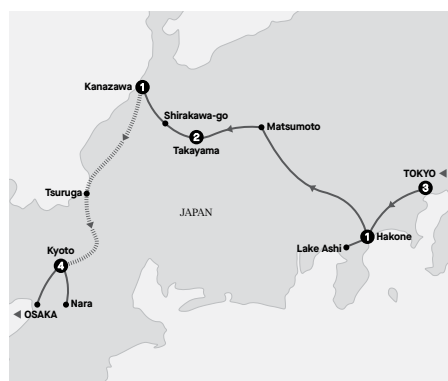 Kanazawa 1
Shirakawa-go
2
Takayama
Matsumoto
TOKYO
3
Tsuruga
JAPAN
1 Hakone
Lake Ashi
Kyoto
4
OSAKA
Nara